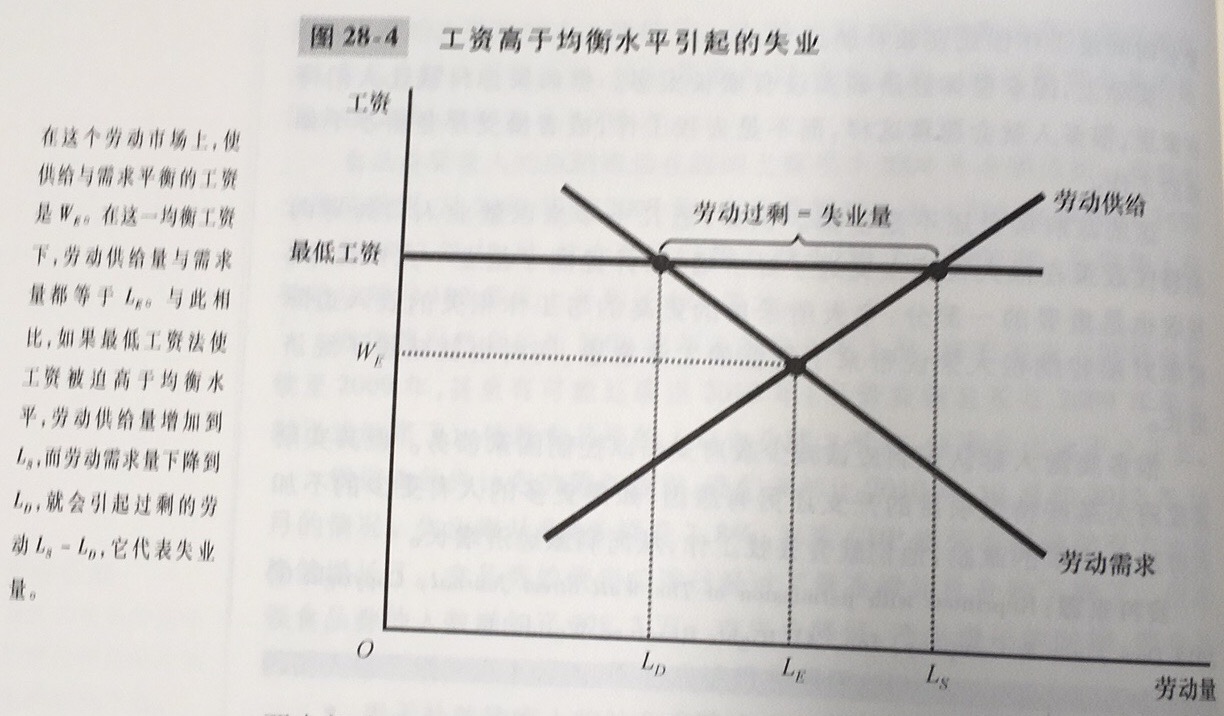 图 28-4 工资高于均衡水平引起的失业
在这个劳动市场上,使
供给与需求平衡的工资
是 W_E。在这一均衡工资
下,劳动供给量与需求
量都等于 L_E。与此相
比,如果最低工资法使
工资被迫高于均衡水
平,劳动供给量增加到
L_S,而劳动需求量下降到
L_D,就会引起过剩的劳
动 L_S - L_D,它代表失业
量。
工资
劳动过剩 = 失业量
劳动供给
最低工资
W_E
劳动需求
O
L_D
L_E
L_S
劳动量